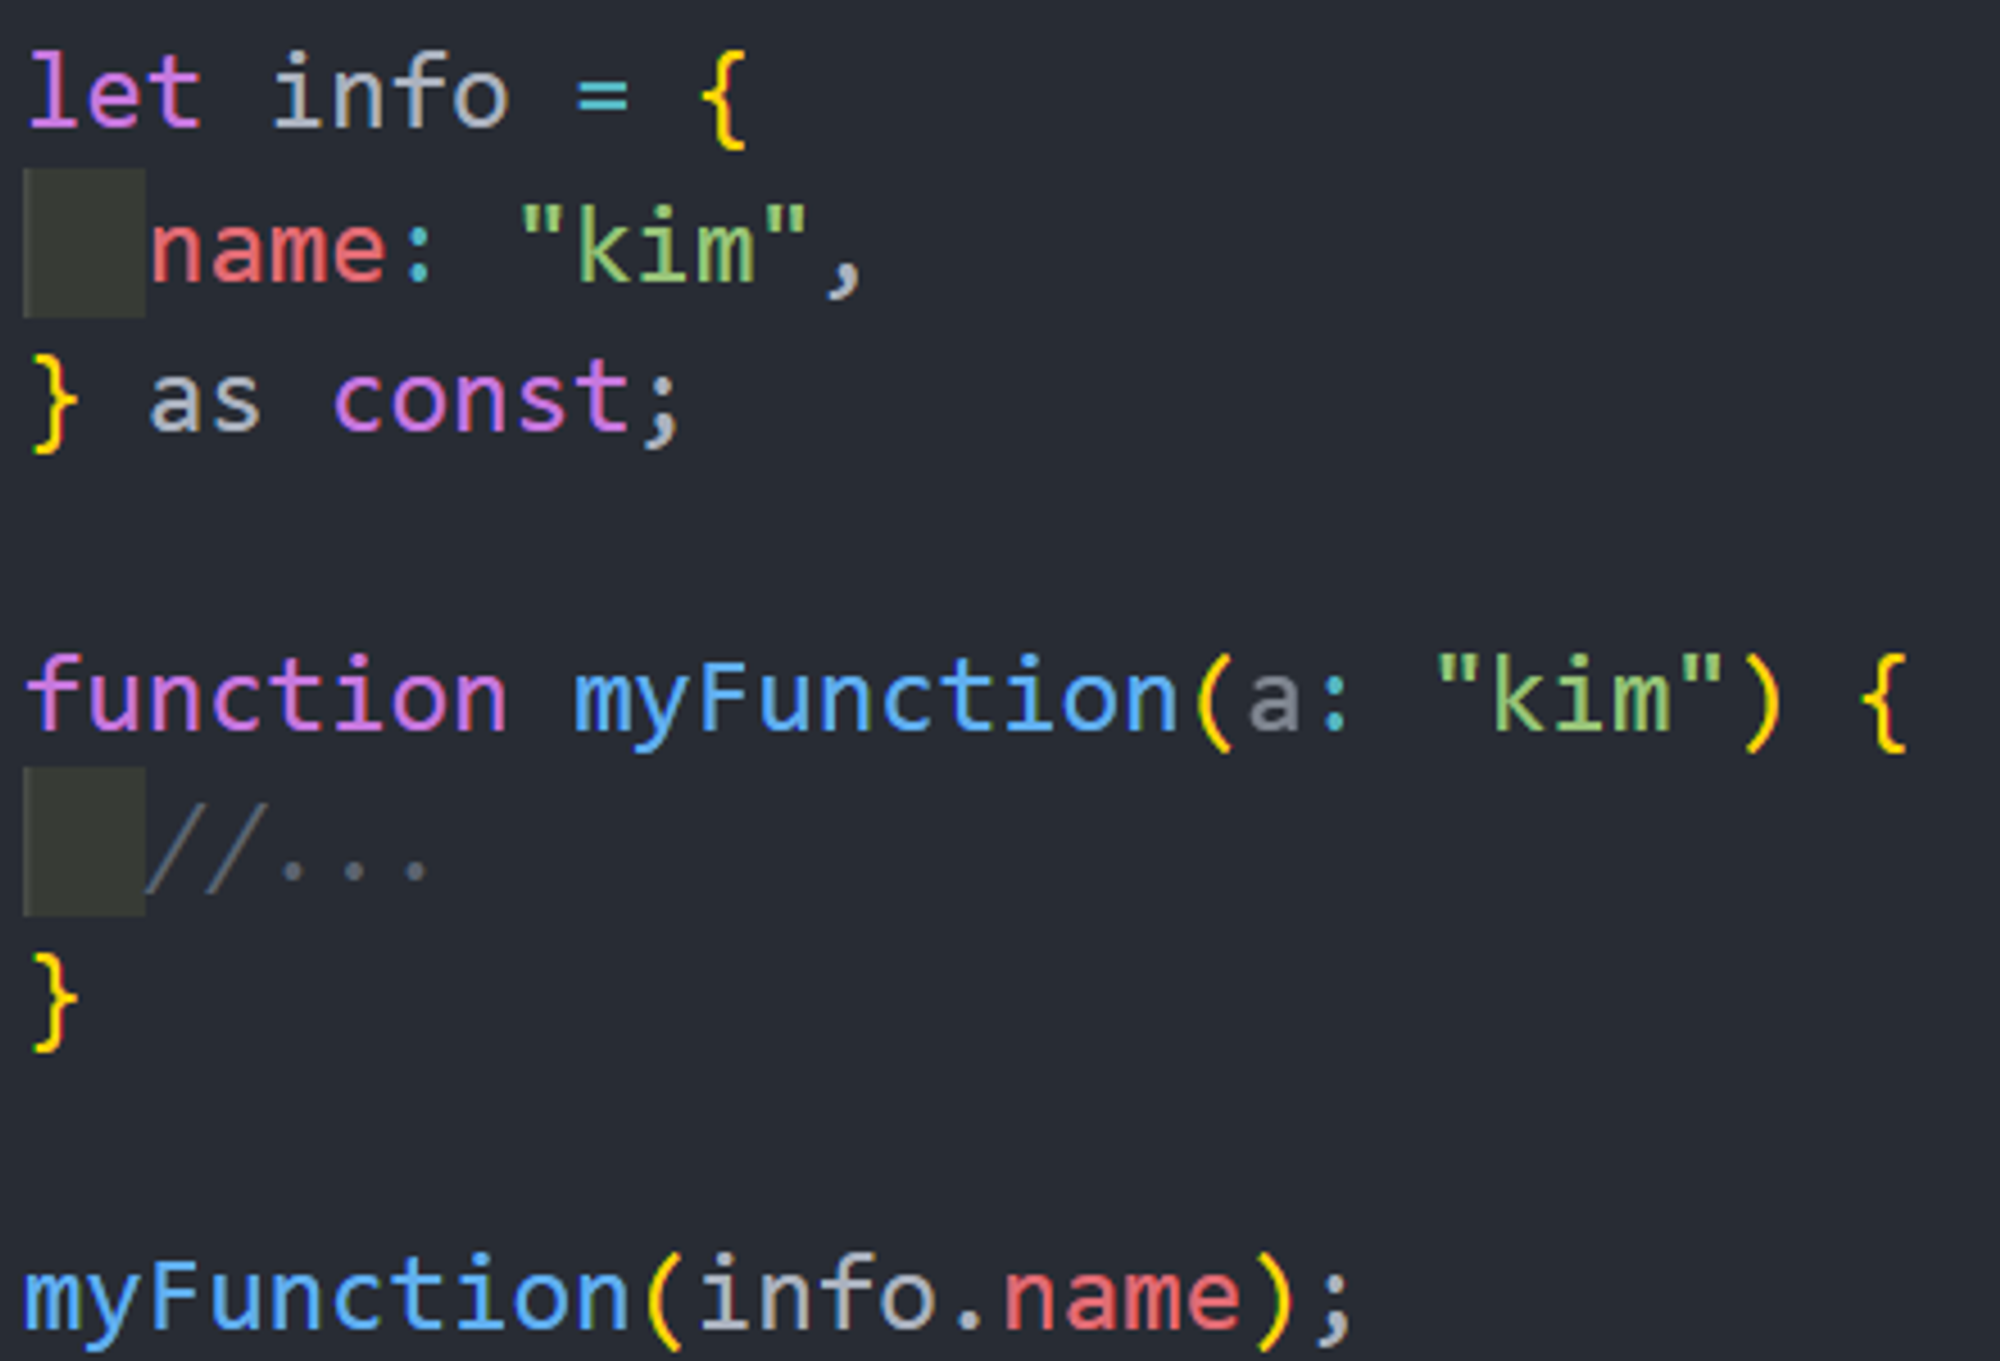 let info = {
  name: "kim",
} as const;
function myFunction(a: "kim") {
  //...
}
myFunction(info.name);